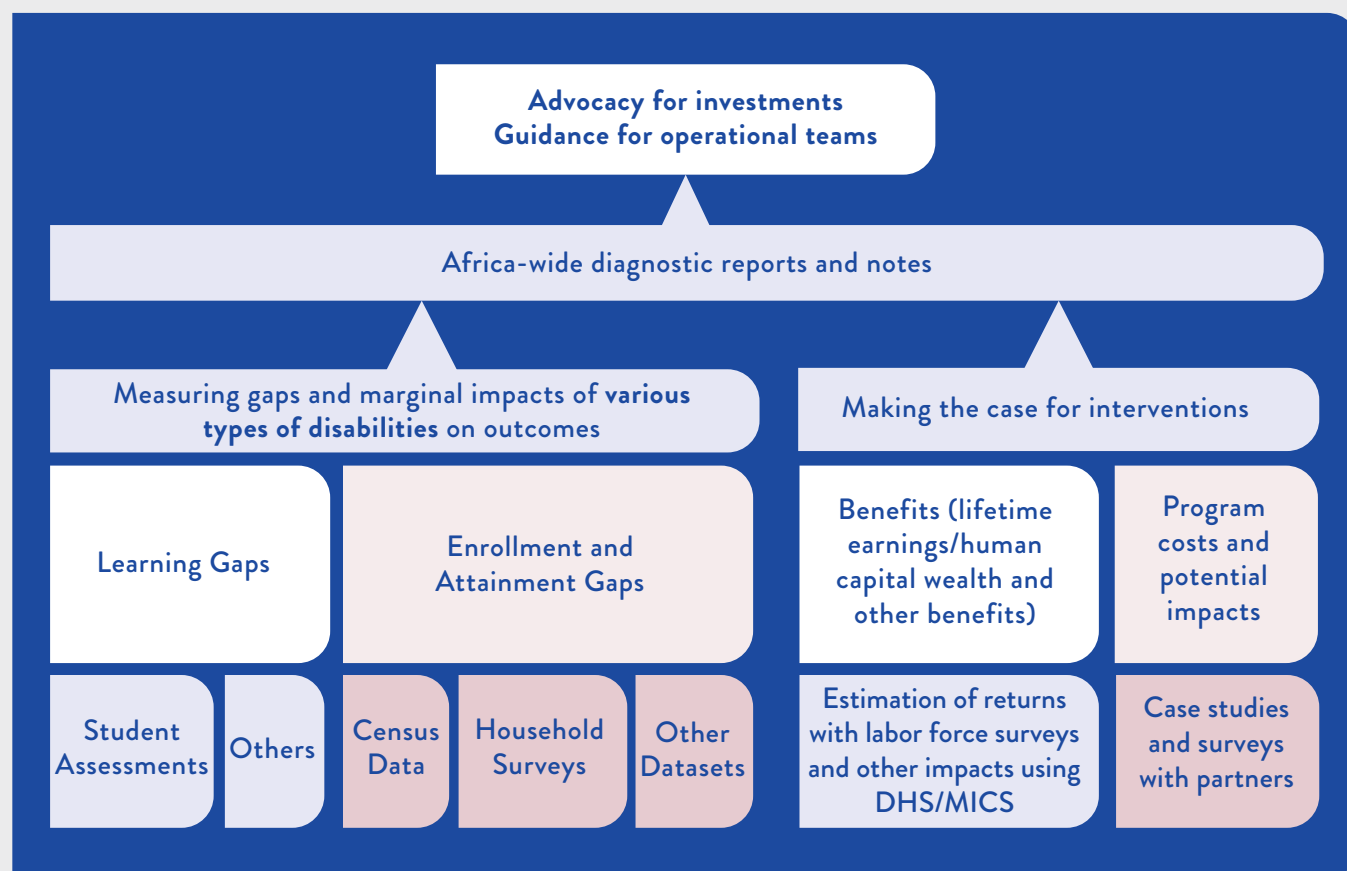 Advocacy for investments
Guidance for operational teams
Africa-wide diagnostic reports and notes
Measuring gaps and marginal impacts of various
types of disabilities on outcomes
Making the case for interventions
Learning Gaps
Enrollment and
Attainment Gaps
Benefits (lifetime
earnings/human
capital wealth and
other benefits)
Program
costs and
potential
impacts
Student
Assessments
Others
Census
Data
Household
Surveys
Other
Datasets
Estimation of returns
with labor force surveys
and other impacts using
DHS/MICS
Case studies
and surveys
with partners